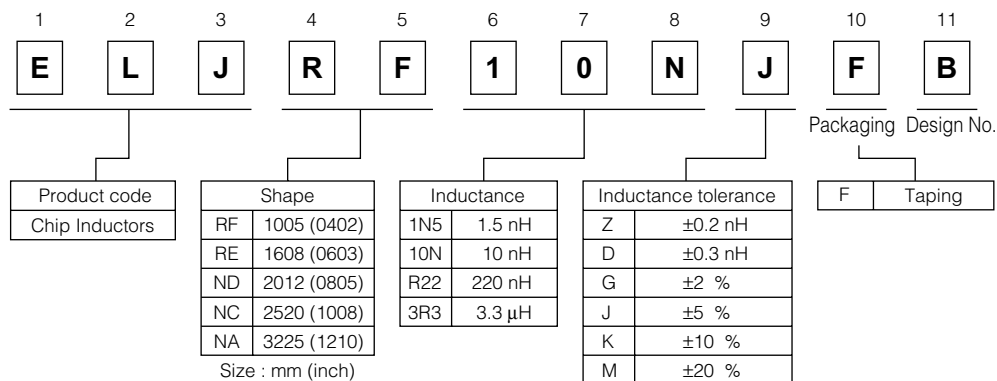 1 2 3 4 5 6 7 8 9 10 11
E L J R F 1 0 N J F B
Packaging Design No.
Product code
Chip Inductors
Shape
RF 1005 (0402)
RE 1608 (0603)
ND 2012 (0805)
NC 2520 (1008)
NA 3225 (1210)
Size : mm (inch)
Inductance
1N5 1.5 nH
10N 10 nH
R22 220 nH
3R3 3.3 μH
Inductance tolerance
Z ±0.2 nH
D ±0.3 nH
G ±2 %
J ±5 %
K ±10 %
M ±20 %
F Taping